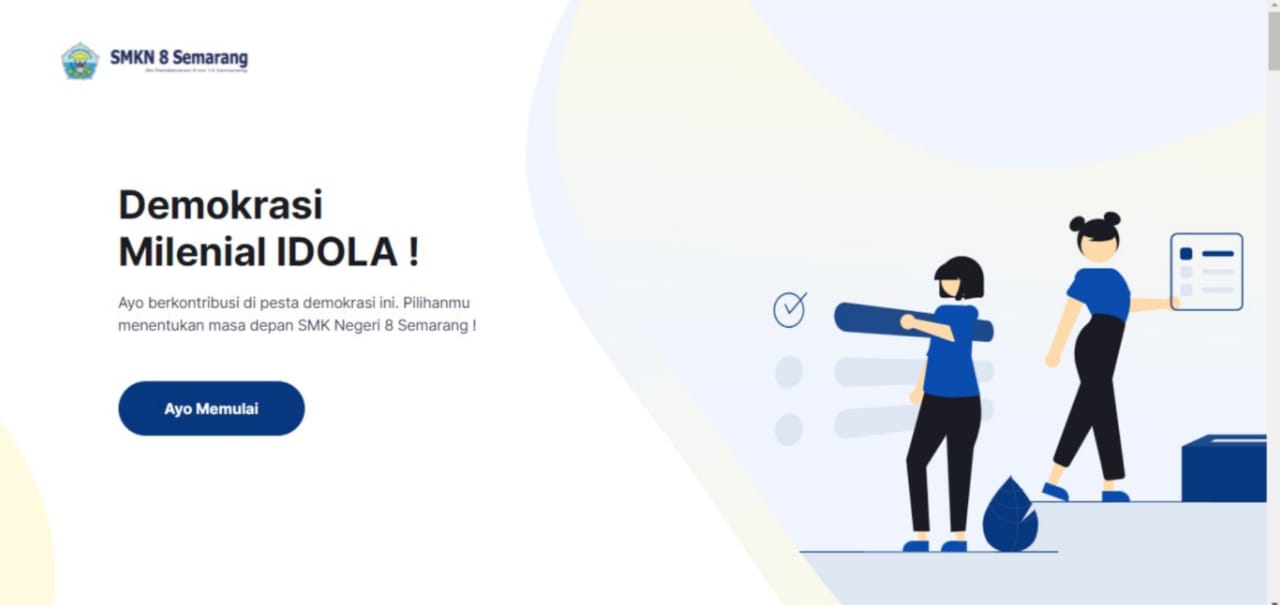 SMKN 8 Semarang
Demokrasi
Milenial IDOLA !
Ayo berkontribusi di pesta demokrasi ini. Pilihanmu
menentukan masa depan SMK Negeri 8 Semarang !
Ayo Memulai